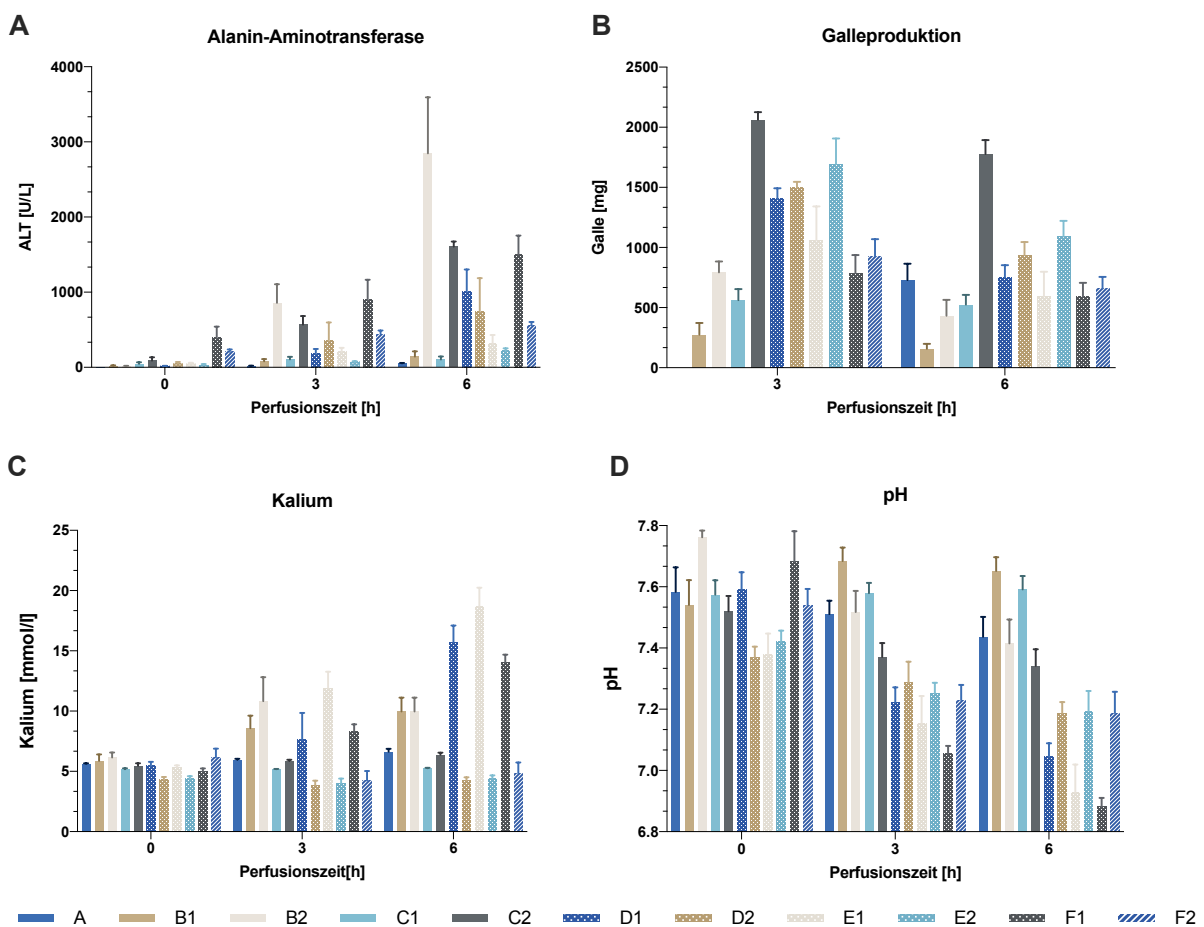 A
Alanin-Aminotransferase
4000
3000
2000
1000
0
ALT [U/L]
0 3 6
Perfusionszeit [h]
B
Galleproduktion
2500
2000
1500
1000
500
0
Galle [mg]
3 6
Perfusionszeit [h]
C
Kalium
25
20
15
10
5
0
Kalium [mmol/l]
0 3 6
Perfusionszeit[h]
D
pH
7.8
7.6
7.4
7.2
7.0
6.8
pH
0 3 6
Perfusionszeit [h]
A B1 B2 C1 C2 D1 D2 E1 E2 F1 F2